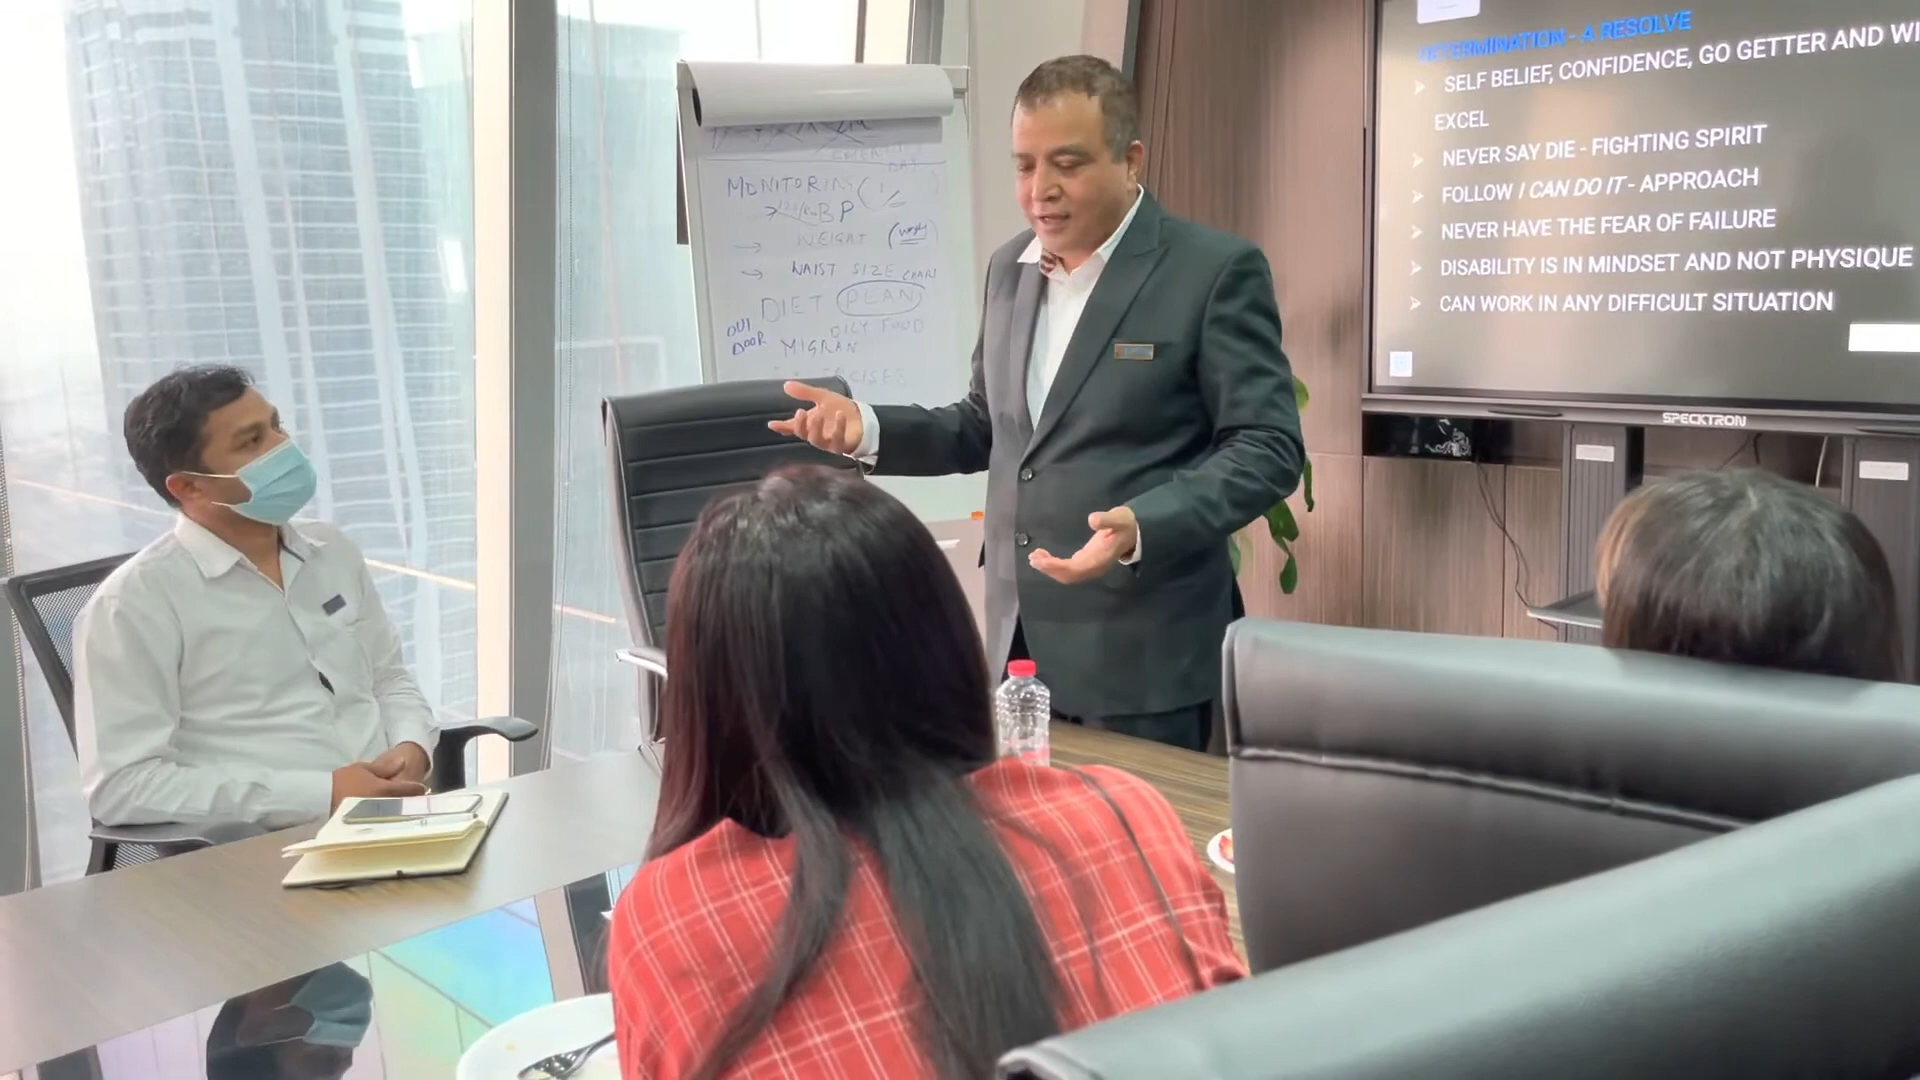 MONITORING
BP
WEIGHT
WAIST SIZE CHART
DIET PLAN
OUT
DOOR
OILY FOOD
MIGRAN
DETERMINATION - A RESOLVE
SELF BELIEF, CONFIDENCE, GO GETTER AND
EXCEL
NEVER SAY DIE - FIGHTING SPIRIT
FOLLOW I CAN DO IT - APPROACH
NEVER HAVE THE FEAR OF FAILURE
DISABILITY IS IN MINDSET AND NOT PHYSIQUE
CAN WORK IN ANY DIFFICULT SITUATION
SPECKTRON